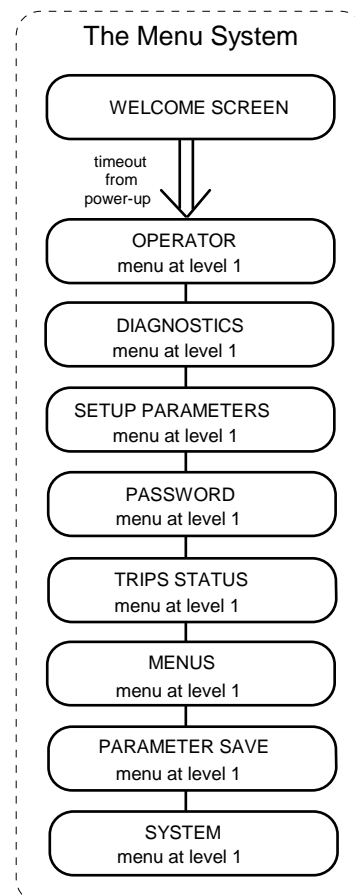 The Menu System
WELCOME SCREEN
timeout
from
power-up
OPERATOR
menu at level 1
DIAGNOSTICS
menu at level 1
SETUP PARAMETERS
menu at level 1
PASSWORD
menu at level 1
TRIPS STATUS
menu at level 1
MENUS
menu at level 1
PARAMETER SAVE
menu at level 1
SYSTEM
menu at level 1